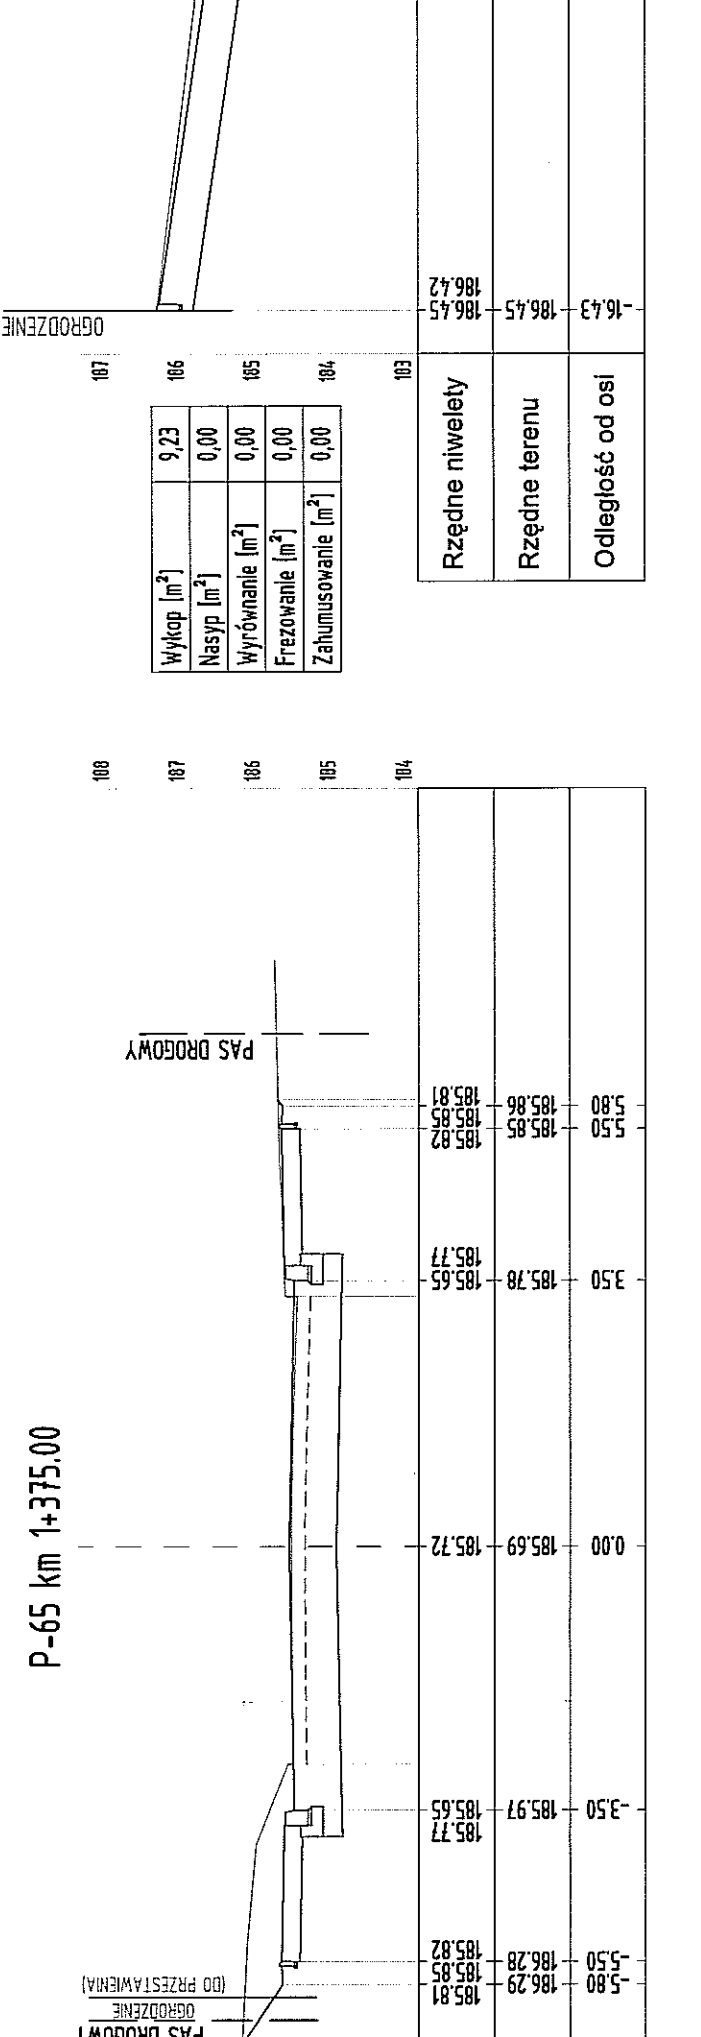 OGRODZENIE
187
186
185
184
183
Wykop [m²] 9,23
Nasyp [m²] 0,00
Wyrównanie [m²] 0,00
Frezowanie [m²] 0,00
Zahumusowanie [m²] 0,00
Rzędne niwelety 186.45 186.42
Rzędne terenu 186.45
Odległość od osi -16.43
P-65 km 1+375.00
188
187
186
185
184
PAS DROGOWY
OGRODZENIE
(DO PRZESTAWIENIA)
PAS DROGOWY
185.81 185.85 185.82 185.77 185.65 185.72 185.65 185.77 185.82 185.85 185.81
186.29 186.28 185.97 185.69 185.78 185.85 185.86
-5.80 -5.50 -3.50 0.00 3.50 5.50 5.80